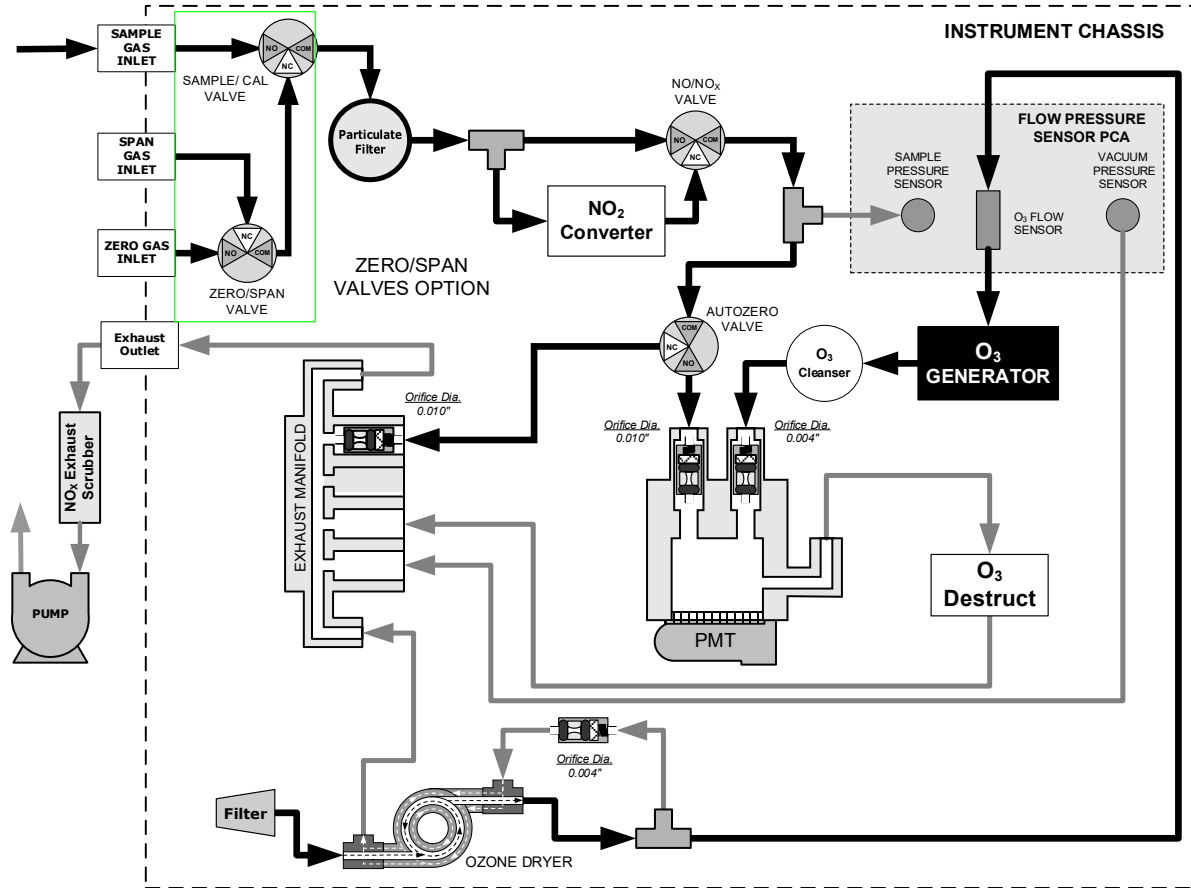 INSTRUMENT CHASSIS
SAMPLE
GAS
INLET
NO
COM
NC
SAMPLE/ CAL
VALVE
SPAN
GAS
INLET
NC
NO
COM
ZERO GAS
INLET
ZERO/SPAN
VALVE
ZERO/SPAN
VALVES OPTION
Particulate
Filter
NO/NOX
VALVE
NO
COM
NC
NO2
Converter
FLOW PRESSURE
SENSOR PCA
SAMPLE
PRESSURE
SENSOR
O3 FLOW
SENSOR
VACUUM
PRESSURE
SENSOR
AUTOZERO
VALVE
COM
NC
NO
O3
Cleanser
O3
GENERATOR
Exhaust
Outlet
Orifice Dia.
0.010"
Orifice Dia.
0.010"
Orifice Dia.
0.004"
NOX Exhaust
Scrubber
EXHAUST MANIFOLD
PUMP
O3
Destruct
PMT
Orifice Dia.
0.004"
Filter
OZONE DRYER